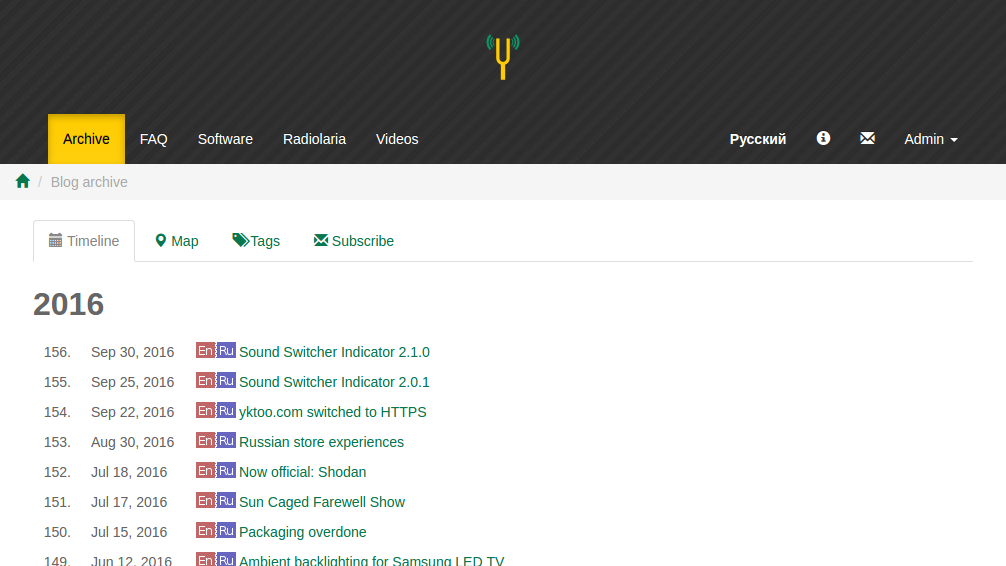 Archive FAQ Software Radiolaria Videos Русский Admin
/ Blog archive
Timeline Map Tags Subscribe
2016
156. Sep 30, 2016 En Ru Sound Switcher Indicator 2.1.0
155. Sep 25, 2016 En Ru Sound Switcher Indicator 2.0.1
154. Sep 22, 2016 En Ru yktoo.com switched to HTTPS
153. Aug 30, 2016 En Ru Russian store experiences
152. Jul 18, 2016 En Ru Now official: Shodan
151. Jul 17, 2016 En Ru Sun Caged Farewell Show
150. Jul 15, 2016 En Ru Packaging overdone
149. Jun 12, 2016 En Ru Ambient backlighting for Samsung LED TV